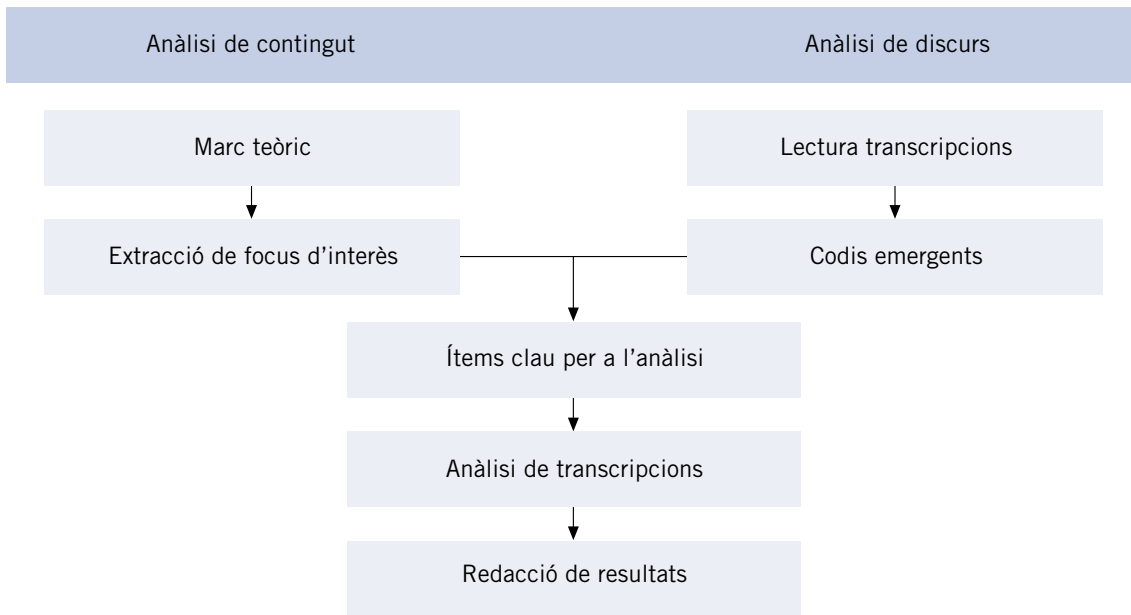 Anàlisi de contingut
Anàlisi de discurs
Marc teòric
Lectura transcripcions
Extracció de focus d’interès
Codis emergents
Ítems clau per a l’anàlisi
Anàlisi de transcripcions
Redacció de resultats